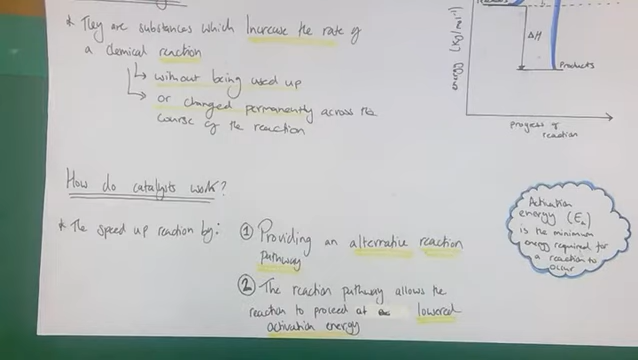 * They are substances which Increase the rate of
a chemical reaction
↳ without being used up
↳ or changed permanently across the
course of the reaction
energy (KJ/mol⁻¹)
ΔH
Products
progress of
reaction
How do catalysts work?
* The speed up reaction by:
① Providing an alternative reaction
pathway
② The reaction pathway allows the
reaction to proceed at a lowered
activation energy
Activation
energy (Ea)
is the minimum
energy required for
a reaction to
occur